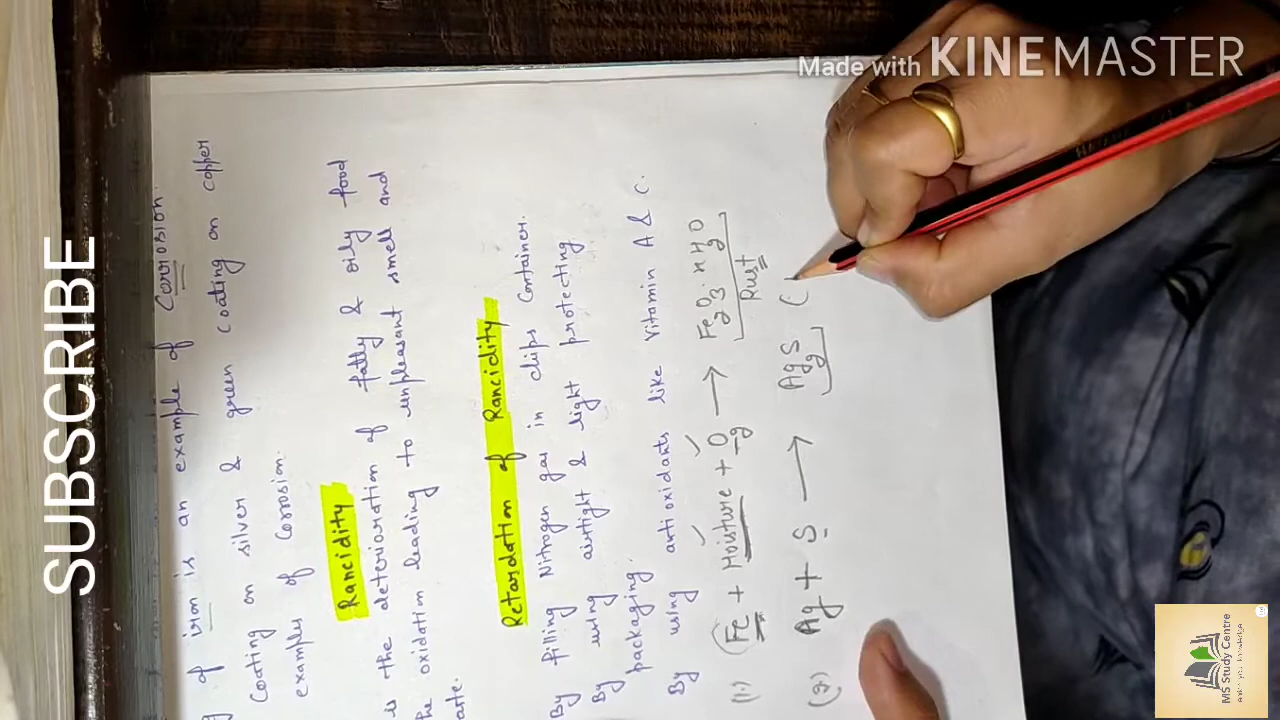 Made with KINEMASTER
SUBSCRIBE
of iron is an example of Corrosion.
Coating on silver & green coating on copper
examples of Corrosion.
Rancidity
is the deterioration of fatty & oily food
the oxidation leading to unpleasant smell and
Retardation of Rancidity
By filling Nitrogen gas in chips Container.
By using airtight & light protecting
packaging.
By using antioxidants like Vitamin A & C.
(1.) Fe + Moisture + O2 → Fe2O3.xH2O
Rust
(2) Ag + S → Ag2S (
MS Study Centre